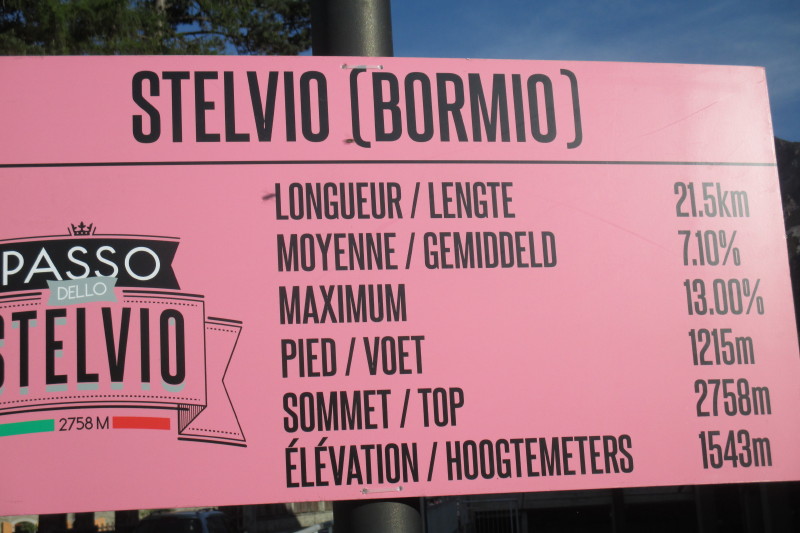 STELVIO (BORMIO)
LONGUEUR / LENGTE 21.5km
MOYENNE / GEMIDDELD 7.10%
MAXIMUM 13.00%
PIED / VOET 1215m
SOMMET / TOP 2758m
ÉLÉVATION / HOOGTEMETERS 1543m
PASSO
DELLO
STELVIO
2758 M